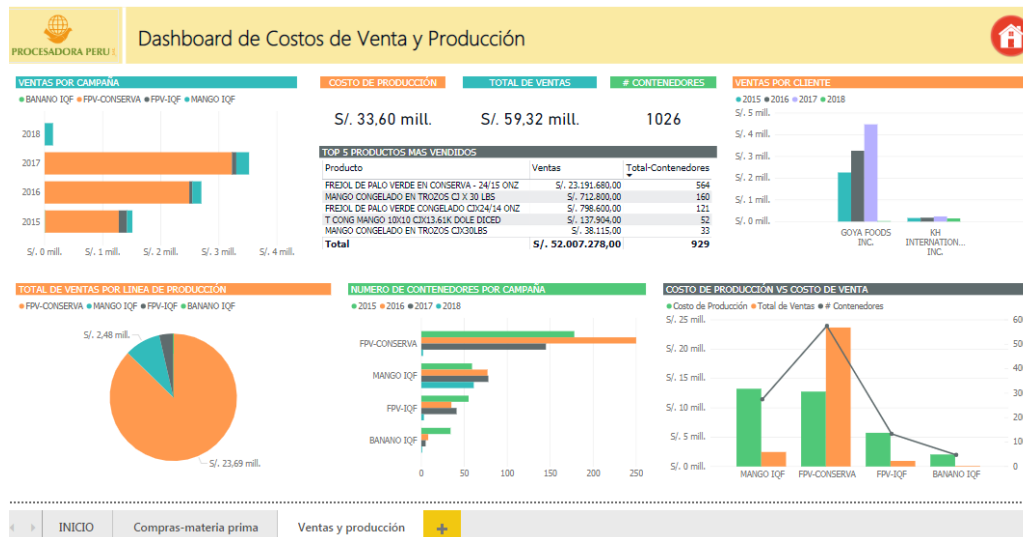 PROCESADORA PERU
Dashboard de Costos de Venta y Producción
VENTAS POR CAMPAÑA
BANANO IQF FPV-CONSERVA FPV-IQF MANGO IQF
2018
2017
2016
2015
S/. 0 mill. S/. 1 mill. S/. 2 mill. S/. 3 mill. S/. 4 mill.
COSTO DE PRODUCCIÓN
S/. 33,60 mill.
TOTAL DE VENTAS
S/. 59,32 mill.
# CONTENEDORES
1026
TOP 5 PRODUCTOS MAS VENDIDOS
Producto Ventas Total-Contenedores
FREJOL DE PALO VERDE EN CONSERVA - 24/15 ONZ S/. 23.191.680,00 564
MANGO CONGELADO EN TROZOS CJ X 30 LBS S/. 712.800,00 160
FREJOL DE PALO VERDE CONGELADO CJX24/14 ONZ S/. 798.600,00 121
T CONG MANGO 10X10 CJX13.61K DOLE DICED S/. 137.904,00 52
MANGO CONGELADO EN TROZOS CJX30LBS S/. 38.115,00 33
Total S/. 52.007.278,00 929
VENTAS POR CLIENTE
2015 2016 2017 2018
S/. 5 mill.
S/. 4 mill.
S/. 3 mill.
S/. 2 mill.
S/. 1 mill.
S/. 0 mill.
GOYA FOODS
INC.
KH
INTERNATION...
INC.
TOTAL DE VENTAS POR LINEA DE PRODUCCIÓN
FPV-CONSERVA MANGO IQF FPV-IQF BANANO IQF
S/. 2,48 mill.
S/. 23,69 mill.
NUMERO DE CONTENEDORES POR CAMPAÑA
2015 2016 2017 2018
FPV-CONSERVA
MANGO IQF
FPV-IQF
BANANO IQF
0 50 100 150 200 250
COSTO DE PRODUCCIÓN VS COSTO DE VENTA
Costo de Producción Total de Ventas # Contenedores
S/. 25 mill.
S/. 20 mill.
S/. 15 mill.
S/. 10 mill.
S/. 5 mill.
S/. 0 mill.
0
MANGO IQF FPV-CONSERVA FPV-IQF BANANO IQF
INICIO Compras-materia prima Ventas y producción +